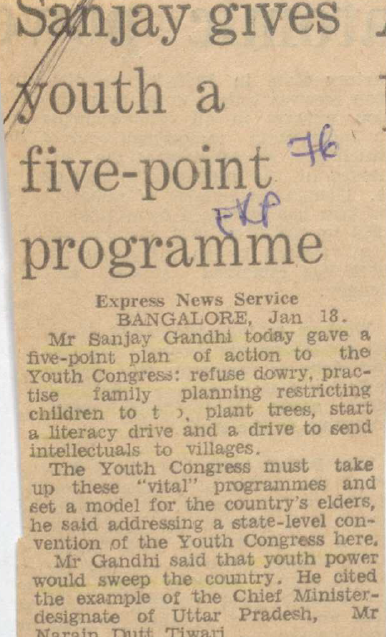 Sanjay gives
youth a
five-point 76
EXP
programme
Express News Service
BANGALORE, Jan 18.
Mr Sanjay Gandhi today gave a
five-point plan of action to the
Youth Congress: refuse dowry, prac-
tise family planning restricting
children to t o, plant trees, start
a literacy drive and a drive to send
intellectuals to villages.
The Youth Congress must take
up these "vital" programmes and
set a model for the country's elders,
he said addressing a state-level con-
vention of the Youth Congress here.
Mr Gandhi said that youth power
would sweep the country. He cited
the example of the Chief Minister-
designate of Uttar Pradesh, Mr
Narain Dutt Tiwari